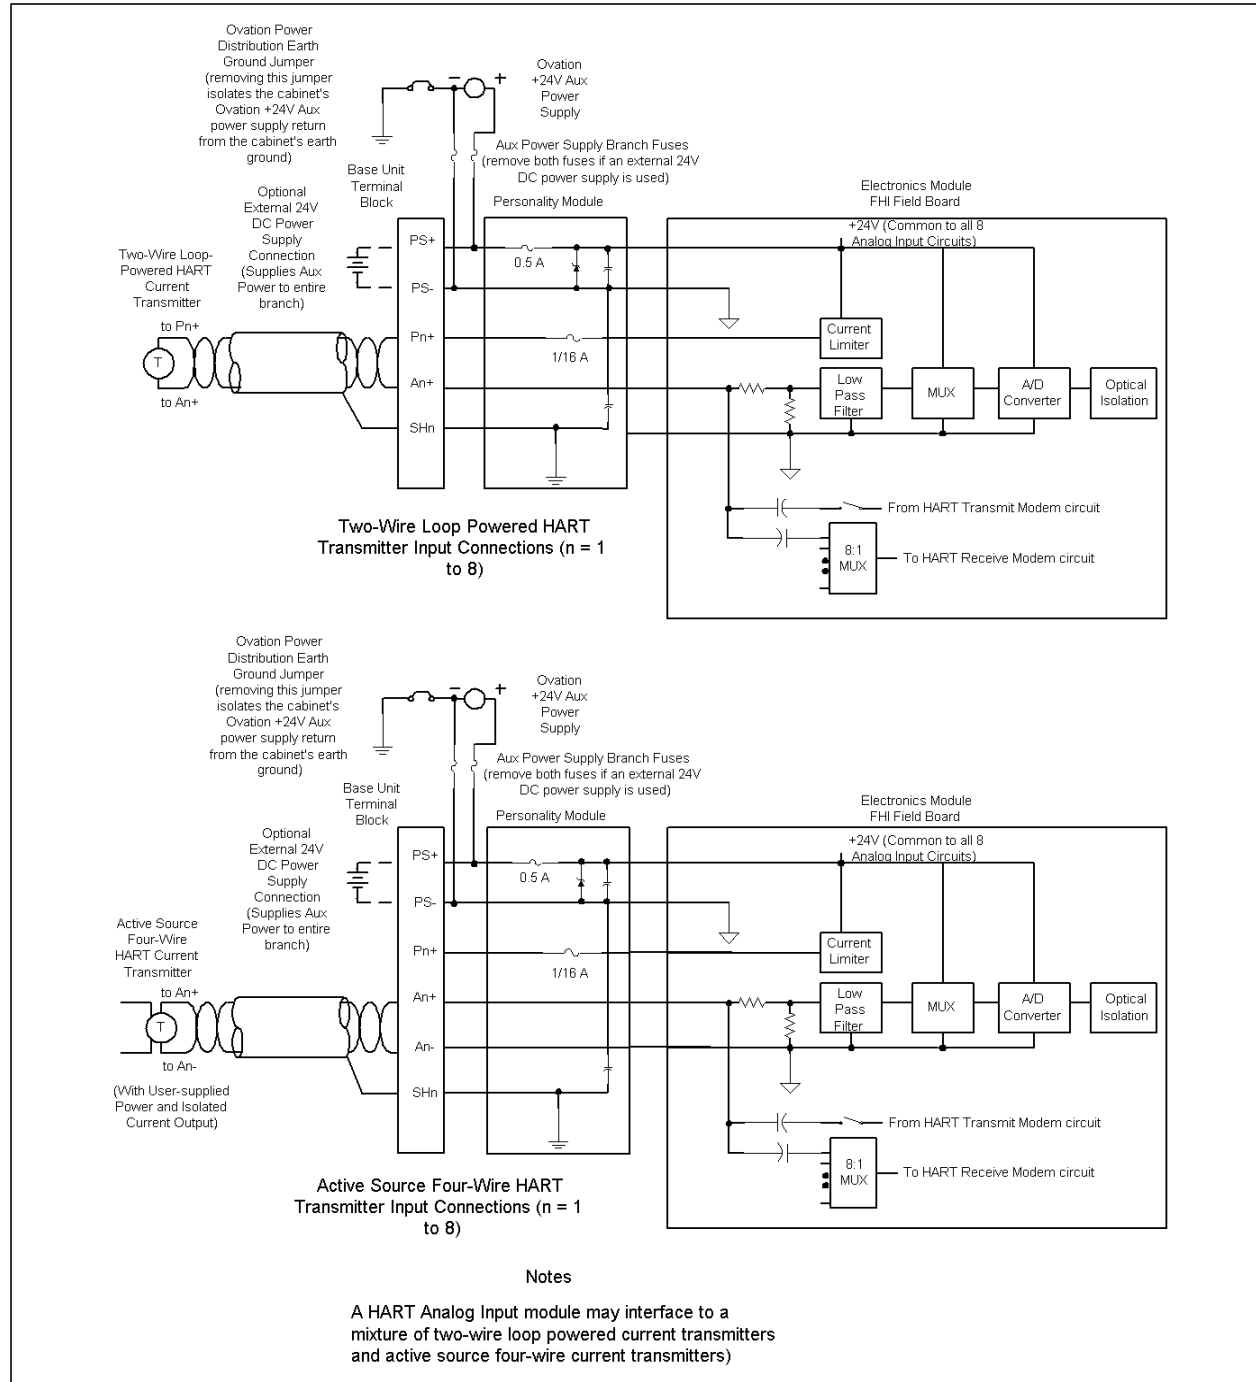 Ovation Power
Distribution Earth
Ground Jumper
(removing this jumper
isolates the cabinet's
Ovation +24V Aux
power supply return
from the cabinet's earth
ground)
− +
Ovation
+24V Aux
Power
Supply
Aux Power Supply Branch Fuses
(remove both fuses if an external 24V
DC power supply is used)
Base Unit
Terminal
Block
Personality Module
Electronics Module
FHI Field Board
Optional
External 24V
DC Power
Supply
Connection
(Supplies Aux
Power to entire
branch)
Two-Wire Loop-
Powered HART
Current
Transmitter
to Pn+
T
to An+
PS+
PS-
Pn+
An+
SHn
0.5 A
1/16 A
+24V (Common to all 8
Analog Input Circuits)
Current
Limiter
Low
Pass
Filter
MUX
A/D
Converter
Optical
Isolation
From HART Transmit Modem circuit
8:1
MUX
To HART Receive Modem circuit
Two-Wire Loop Powered HART
Transmitter Input Connections (n = 1
to 8)
Ovation Power
Distribution Earth
Ground Jumper
(removing this jumper
isolates the cabinet's
Ovation +24V Aux
power supply return
from the cabinet's earth
ground)
− +
Ovation
+24V Aux
Power
Supply
Aux Power Supply Branch Fuses
(remove both fuses if an external 24V
DC power supply is used)
Base Unit
Terminal
Block
Personality Module
Electronics Module
FHI Field Board
Optional
External 24V
DC Power
Supply
Connection
(Supplies Aux
Power to entire
branch)
Active Source
Four-Wire
HART Current
Transmitter
to An+
T
to An-
(With User-supplied
Power and Isolated
Current Output)
PS+
PS-
Pn+
An+
An-
SHn
0.5 A
1/16 A
+24V (Common to all 8
Analog Input Circuits)
Current
Limiter
Low
Pass
Filter
MUX
A/D
Converter
Optical
Isolation
From HART Transmit Modem circuit
8:1
MUX
To HART Receive Modem circuit
Active Source Four-Wire HART
Transmitter Input Connections (n = 1
to 8)
Notes
A HART Analog Input module may interface to a
mixture of two-wire loop powered current transmitters
and active source four-wire current transmitters)